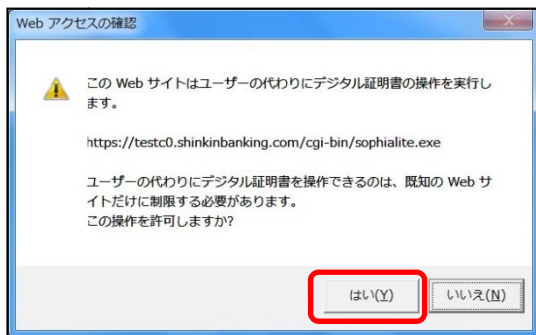 Web アクセスの確認
この Web サイトはユーザーの代わりにデジタル証明書の操作を実行し
ます。
https://testc0.shinkinbanking.com/cgi-bin/sophialite.exe
ユーザーの代わりにデジタル証明書を操作できるのは、既知の Web サ
イトだけに制限する必要があります。
この操作を許可しますか?
はい(Y)
いいえ(N)